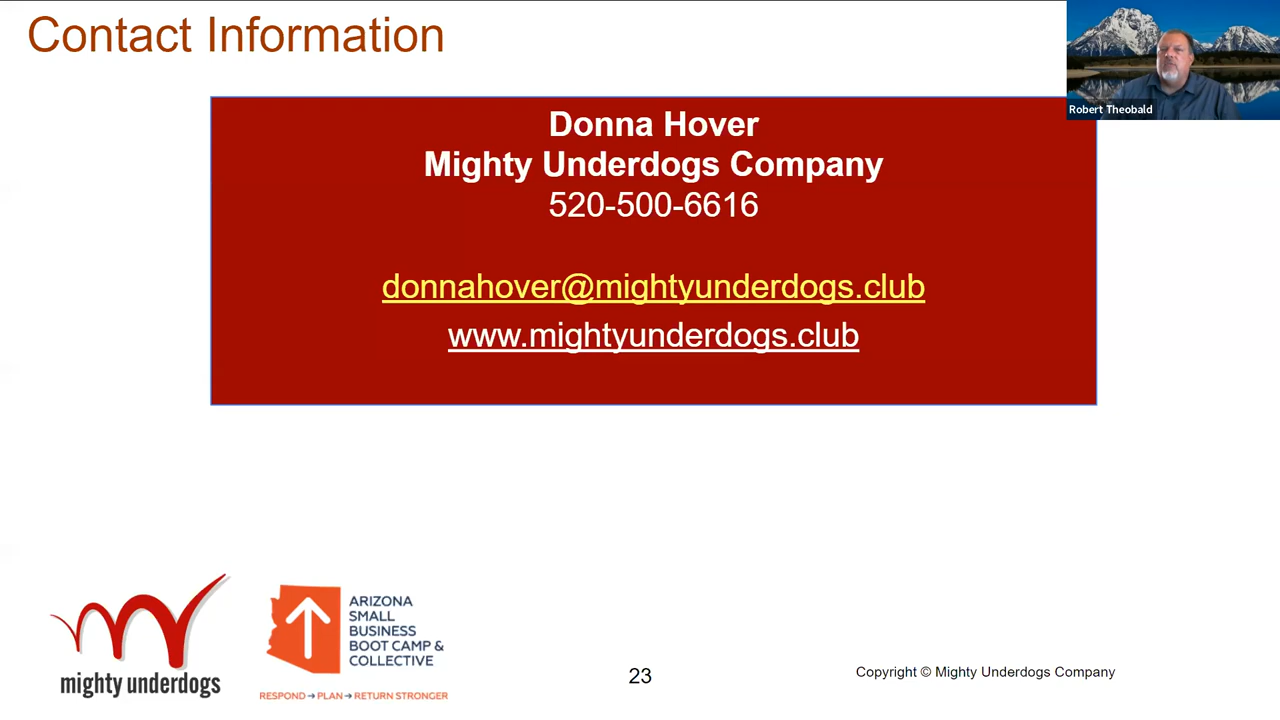 Contact Information
Robert Theobald
Donna Hover
Mighty Underdogs Company
520-500-6616
donnahover@mightyunderdogs.club
www.mightyunderdogs.club
mighty underdogs
ARIZONA
SMALL
BUSINESS
BOOT CAMP &
COLLECTIVE
RESPOND → PLAN → RETURN STRONGER
23
Copyright © Mighty Underdogs Company